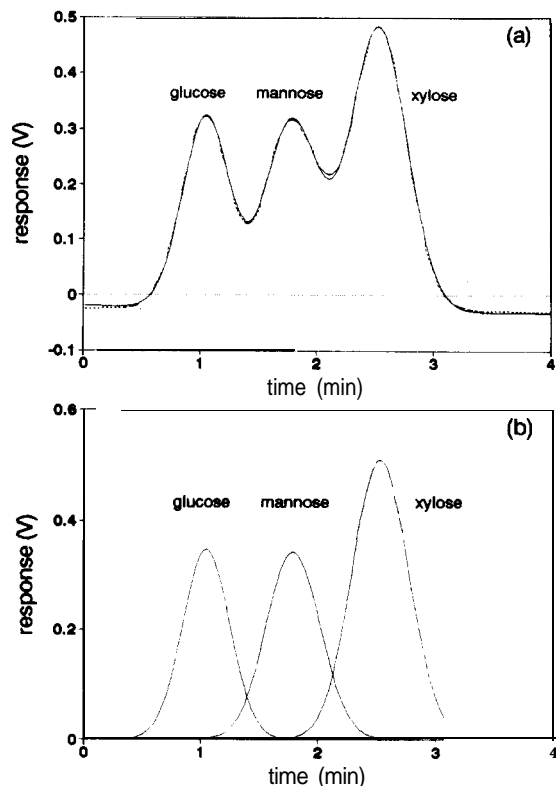 (a)
0.5
0.4
0.3
0.2
0.1
0
-0.1
response (V)
glucose
mannose
xylose
0 1 2 3 4
time (min)
(b)
0.6
0.4
0.2
0
response (V)
glucose
mannose
xylose
0 1 2 3 4
time (min)